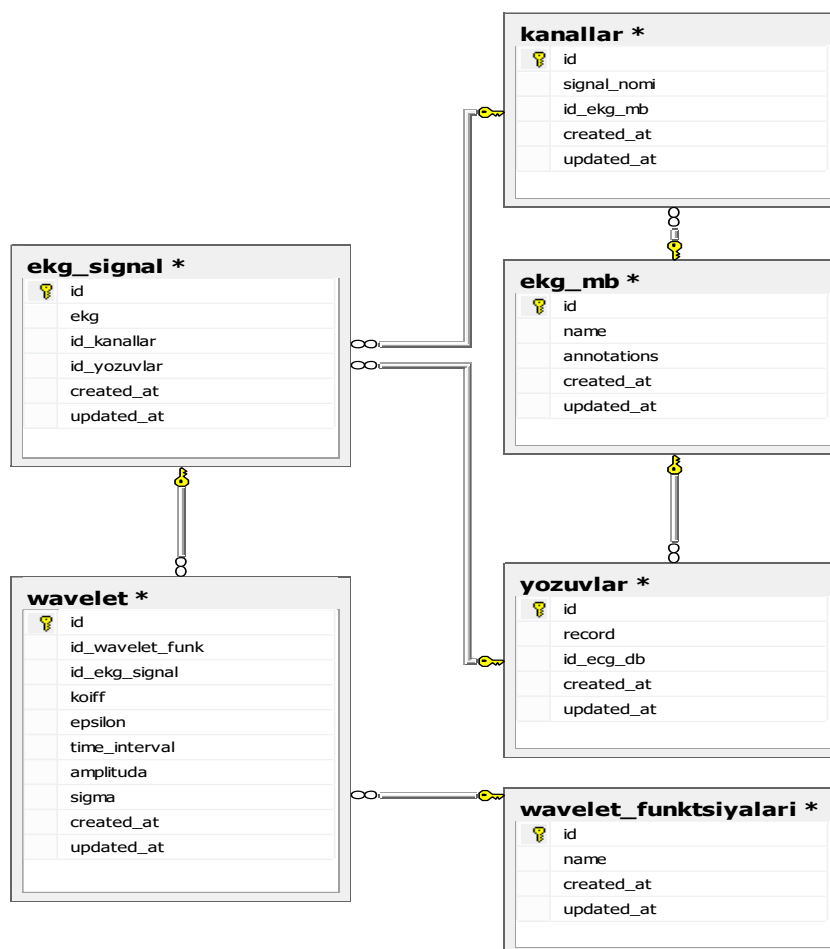 kanallar *
id
signal_nomi
id_ekg_mb
created_at
updated_at
ekg_signal *
id
ekg
id_kanallar
id_yozuvlar
created_at
updated_at
ekg_mb *
id
name
annotations
created_at
updated_at
wavelet *
id
id_wavelet_funk
id_ekg_signal
koiff
epsilon
time_interval
amplituda
sigma
created_at
updated_at
yozuvlar *
id
record
id_ecg_db
created_at
updated_at
wavelet_funktsiyalari *
id
name
created_at
updated_at